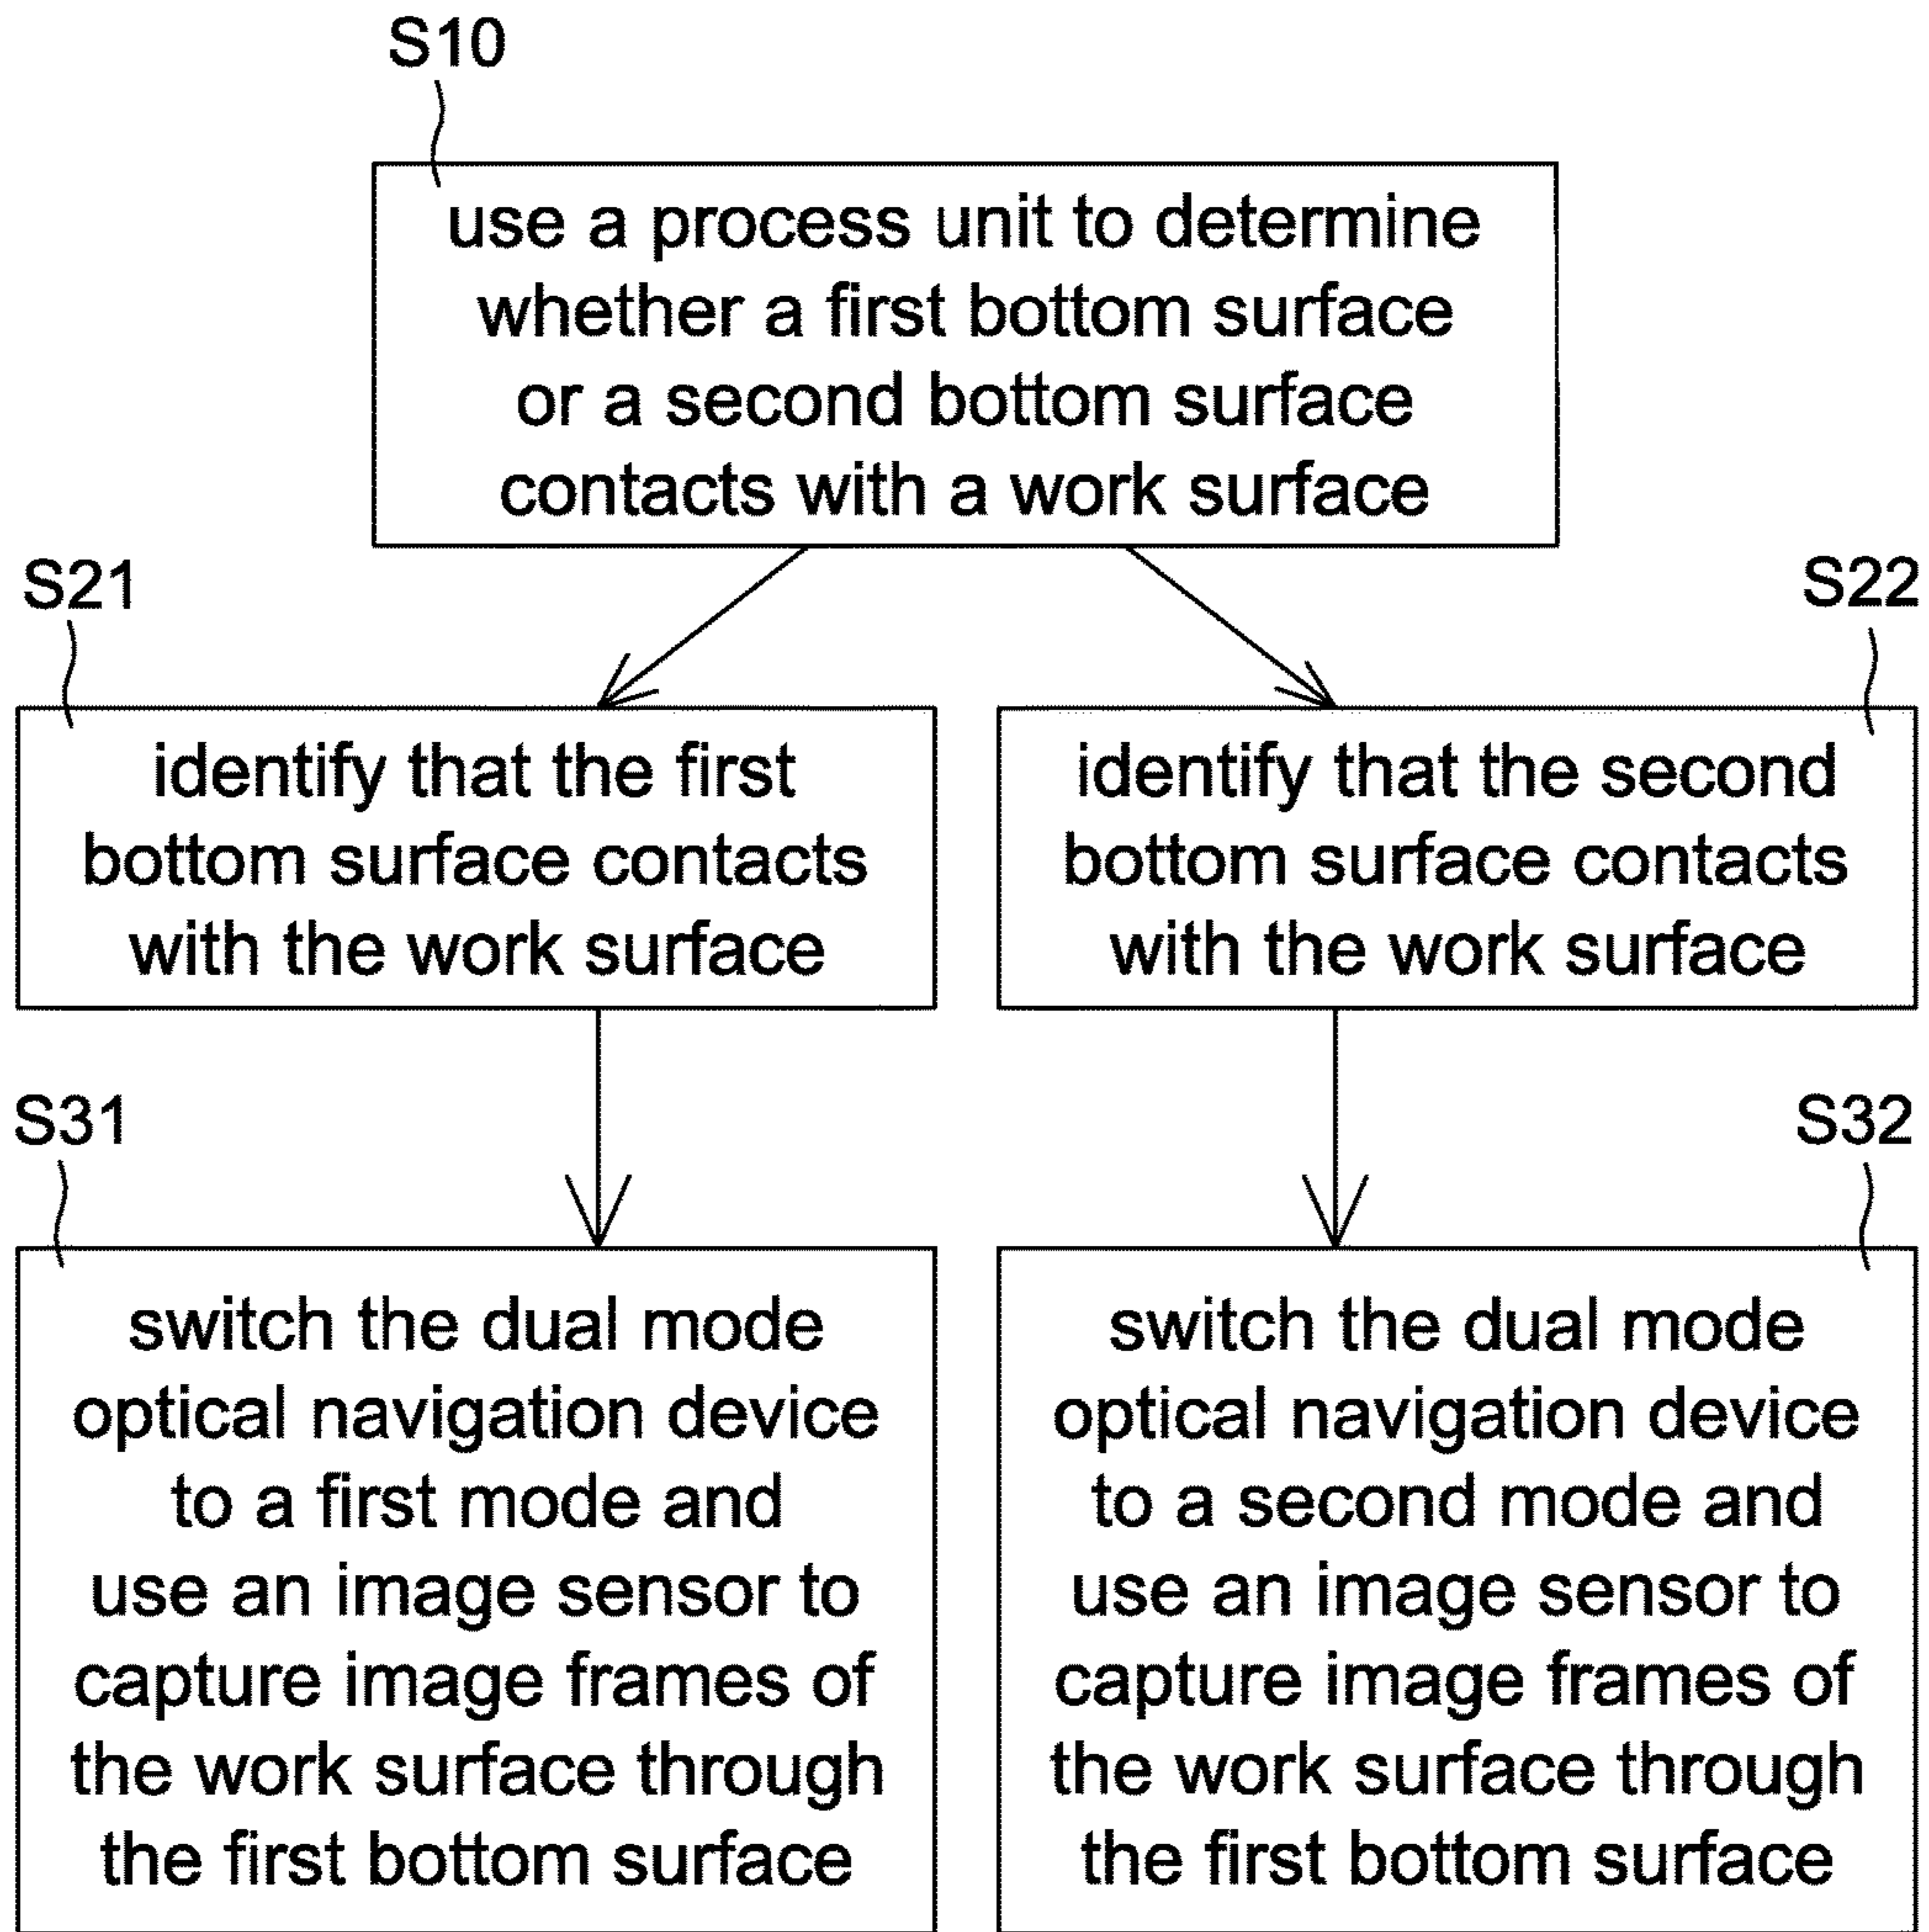 S10
use a process unit to determine
whether a first bottom surface
or a second bottom surface
contacts with a work surface
S21
identify that the first
bottom surface contacts
with the work surface
S22
identify that the second
bottom surface contacts
with the work surface
S31
switch the dual mode
optical navigation device
to a first mode and
use an image sensor to
capture image frames of
the work surface through
the first bottom surface
S32
switch the dual mode
optical navigation device
to a second mode and
use an image sensor to
capture image frames of
the work surface through
the first bottom surface